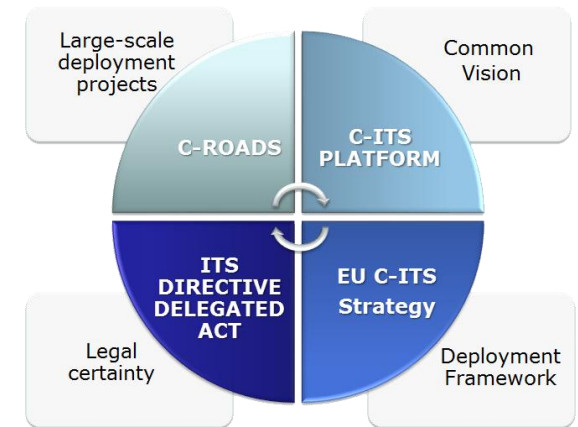 Large-scale
deployment
projects
Common
Vision
C-ROADS
C-ITS
PLATFORM
ITS
DIRECTIVE
DELEGATED
ACT
EU C-ITS
Strategy
Legal
certainty
Deployment
Framework